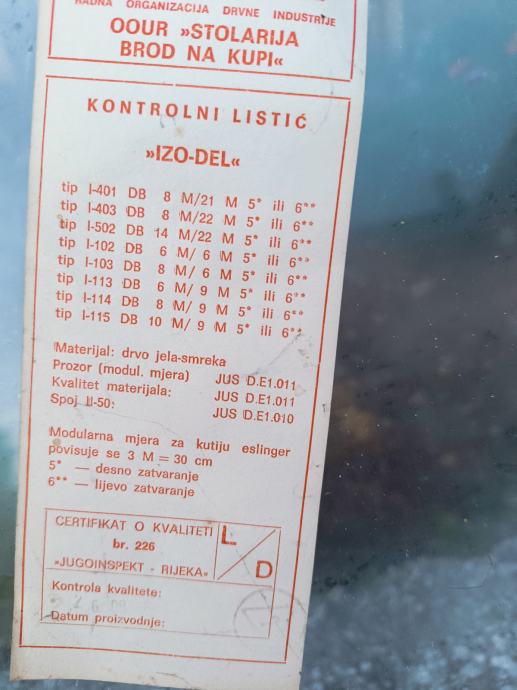 RADNA ORGANIZACIJA DRVNE INDUSTRIJE
OOUR »STOLARIJA
BROD NA KUPI«
KONTROLNI LISTIĆ
»IZO-DEL«
tip I-401 DB 8 M/21 M 5* ili 6**
tip I-403 DB 8 M/22 M 5* ili 6**
tip I-502 DB 14 M/22 M 5* ili 6**
tip I-102 DB 6 M/ 6 M 5* ili 6**
tip I-103 DB 8 M/ 6 M 5* ili 6**
tip I-113 DB 6 M/ 9 M 5* ili 6**
tip I-114 DB 8 M/ 9 M 5* ili 6**
tip I-115 DB 10 M/ 9 M 5* ili 6**
Materijal: drvo jela-smreka
Prozor (modul. mjera) JUS D.E1.011
Kvalitet materijala: JUS D.E1.011
Spoj U-50: JUS D.E1.010
Modularna mjera za kutiju eslinger
povisuje se 3 M = 30 cm
5* — desno zatvaranje
6** — lijevo zatvaranje
CERTIFIKAT O KVALITETI
br. 226
»JUGOINSPEKT - RIJEKA«
L/D
Kontrola kvalitete:
Datum proizvodnje: